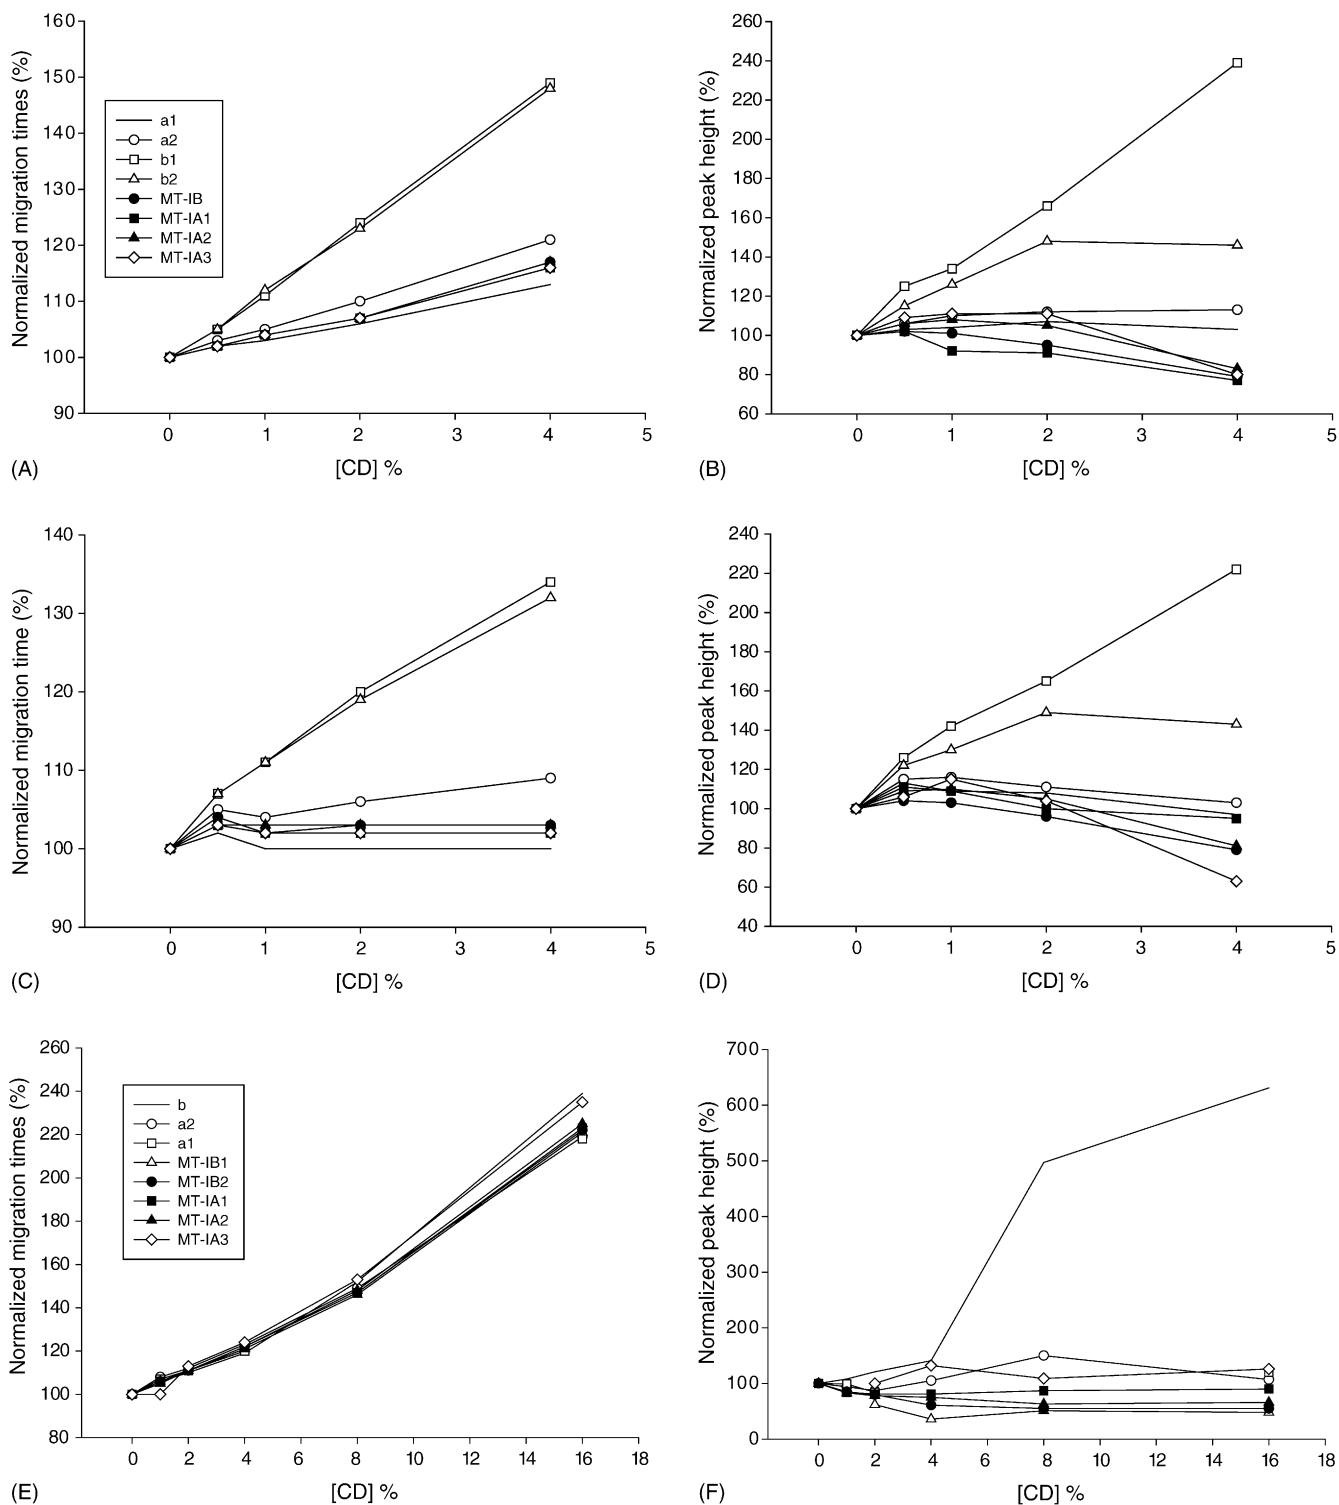 Normalized migration times (%)
160
150
140
130
120
110
100
90
a1
a2
b1
b2
MT-IB
MT-IA1
MT-IA2
MT-IA3
0 1 2 3 4 5
(A) [CD] %
Normalized peak height (%)
260
240
220
200
180
160
140
120
100
80
60
0 1 2 3 4 5
(B) [CD] %
Normalized migration time (%)
140
130
120
110
100
90
0 1 2 3 4 5
(C) [CD] %
Normalized peak height (%)
240
220
200
180
160
140
120
100
80
60
40
0 1 2 3 4 5
(D) [CD] %
Normalized migration times (%)
260
240
220
200
180
160
140
120
100
80
b
a2
a1
MT-IB1
MT-IB2
MT-IA1
MT-IA2
MT-IA3
0 2 4 6 8 10 12 14 16 18
(E) [CD] %
Normalized peak height (%)
700
600
500
400
300
200
100
0
0 2 4 6 8 10 12 14 16 18
(F) [CD] %